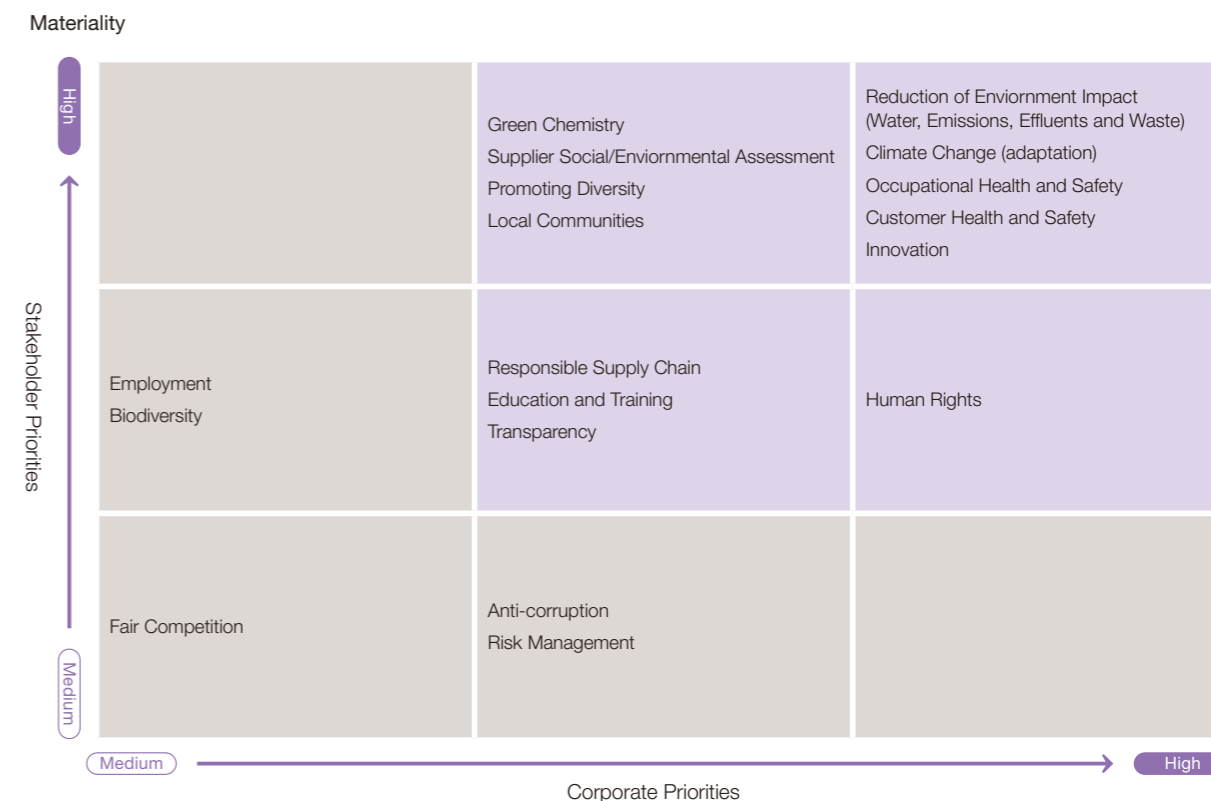 Materiality
High
Green Chemistry
Supplier Social/Enviornmental Assessment
Promoting Diversity
Local Communities
Reduction of Enviornment Impact
(Water, Emissions, Effluents and Waste)
Climate Change (adaptation)
Occupational Health and Safety
Customer Health and Safety
Innovation
Stakeholder Priorities
Employment
Biodiversity
Responsible Supply Chain
Education and Training
Transparency
Human Rights
Fair Competition
Anti-corruption
Risk Management
Medium
Medium
High
Corporate Priorities